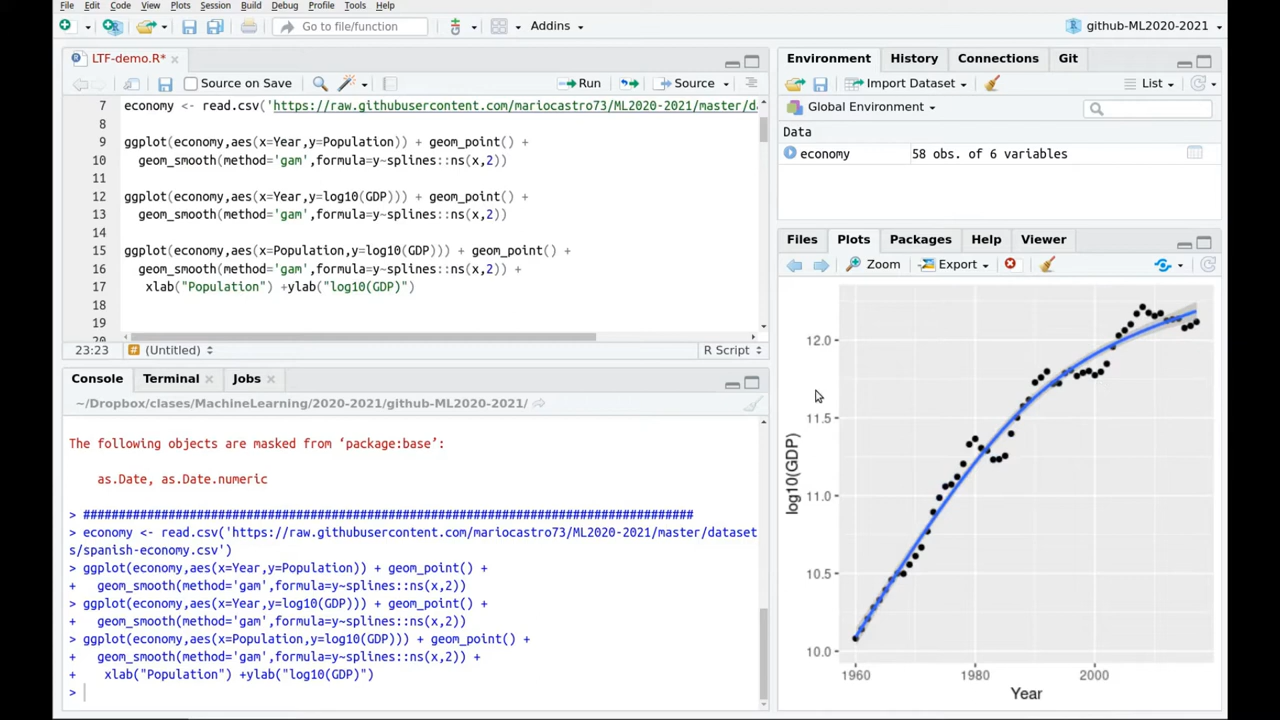 File Edit Code View Plots Session Build Debug Profile Tools Help
Go to file/function
Addins
github-ML2020-2021
LTF-demo.R*
Source on Save
Run
Source
7 economy <- read.csv('https://raw.githubusercontent.com/mariocastro73/ML2020-2021/master/d
8
9 ggplot(economy,aes(x=Year,y=Population)) + geom_point() +
10 geom_smooth(method='gam',formula=y~splines::ns(x,2))
11
12 ggplot(economy,aes(x=Year,y=log10(GDP))) + geom_point() +
13 geom_smooth(method='gam',formula=y~splines::ns(x,2))
14
15 ggplot(economy,aes(x=Population,y=log10(GDP))) + geom_point() +
16 geom_smooth(method='gam',formula=y~splines::ns(x,2)) +
17 xlab("Population") +ylab("log10(GDP)")
18
19
23:23
(Untitled)
R Script
Console Terminal Jobs
~/Dropbox/clases/MachineLearning/2020-2021/github-ML2020-2021/
The following objects are masked from ‘package:base’:
as.Date, as.Date.numeric
> ######################################################################################
> economy <- read.csv('https://raw.githubusercontent.com/mariocastro73/ML2020-2021/master/dataset
s/spanish-economy.csv')
> ggplot(economy,aes(x=Year,y=Population)) + geom_point() +
+ geom_smooth(method='gam',formula=y~splines::ns(x,2))
> ggplot(economy,aes(x=Year,y=log10(GDP))) + geom_point() +
+ geom_smooth(method='gam',formula=y~splines::ns(x,2))
> ggplot(economy,aes(x=Population,y=log10(GDP))) + geom_point() +
+ geom_smooth(method='gam',formula=y~splines::ns(x,2)) +
+ xlab("Population") +ylab("log10(GDP)")
>
Environment History Connections Git
Import Dataset
List
Global Environment
Data
economy 58 obs. of 6 variables
Files Plots Packages Help Viewer
Zoom
Export
12.0
11.5
11.0
10.5
10.0
log10(GDP)
1960 1980 2000
Year